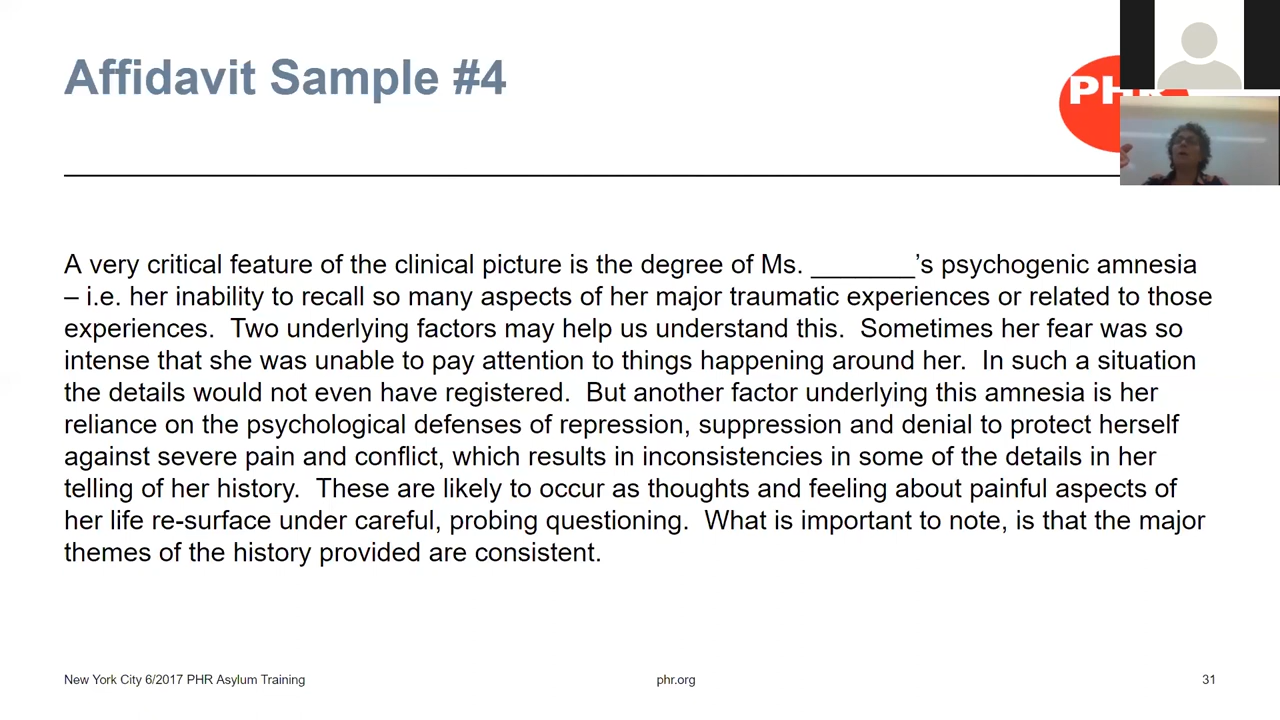 Affidavit Sample #4
PH
A very critical feature of the clinical picture is the degree of Ms. _______'s psychogenic amnesia
– i.e. her inability to recall so many aspects of her major traumatic experiences or related to those
experiences.  Two underlying factors may help us understand this.  Sometimes her fear was so
intense that she was unable to pay attention to things happening around her.  In such a situation
the details would not even have registered.  But another factor underlying this amnesia is her
reliance on the psychological defenses of repression, suppression and denial to protect herself
against severe pain and conflict, which results in inconsistencies in some of the details in her
telling of her history.  These are likely to occur as thoughts and feeling about painful aspects of
her life re-surface under careful, probing questioning.  What is important to note, is that the major
themes of the history provided are consistent.
New York City 6/2017 PHR Asylum Training
phr.org
31